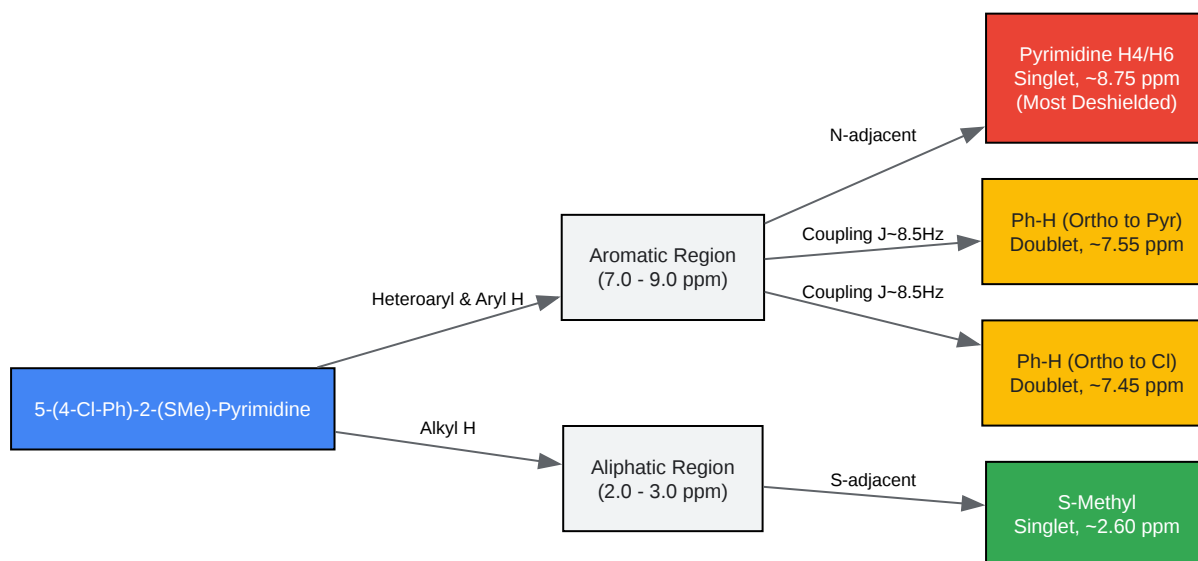 5-(4-Cl-Ph)-2-(SMe)-Pyrimidine
Heteroaryl & Aryl H
Alkyl H
Aromatic Region
(7.0 - 9.0 ppm)
Aliphatic Region
(2.0 - 3.0 ppm)
N-adjacent
Coupling J~8.5Hz
Coupling J~8.5Hz
S-adjacent
Pyrimidine H4/H6
Singlet, ~8.75 ppm
(Most Deshielded)
Ph-H (Ortho to Pyr)
Doublet, ~7.55 ppm
Ph-H (Ortho to Cl)
Doublet, ~7.45 ppm
S-Methyl
Singlet, ~2.60 ppm